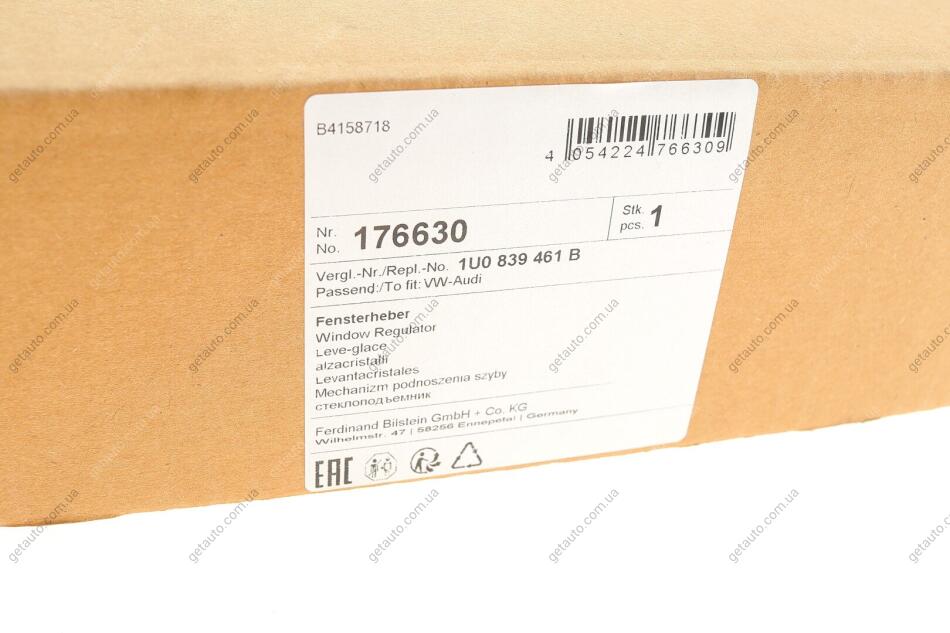 B4158718
4 054224 766309
Nr.
No. 176630
Stk.
pcs. 1
Vergl.-Nr./Repl.-No. 1U0 839 461 B
Passend:/To fit: VW-Audi
Fensterheber
Window Regulator
Leve-glace
alzacristalli
Levantacristales
Mechanizm podnoszenia szyby
стеклоподъемник
Ferdinand Bilstein GmbH + Co. KG
Wilhelmstr. 47 | 58256 Ennepetal | Germany
EAC
getauto.com.ua